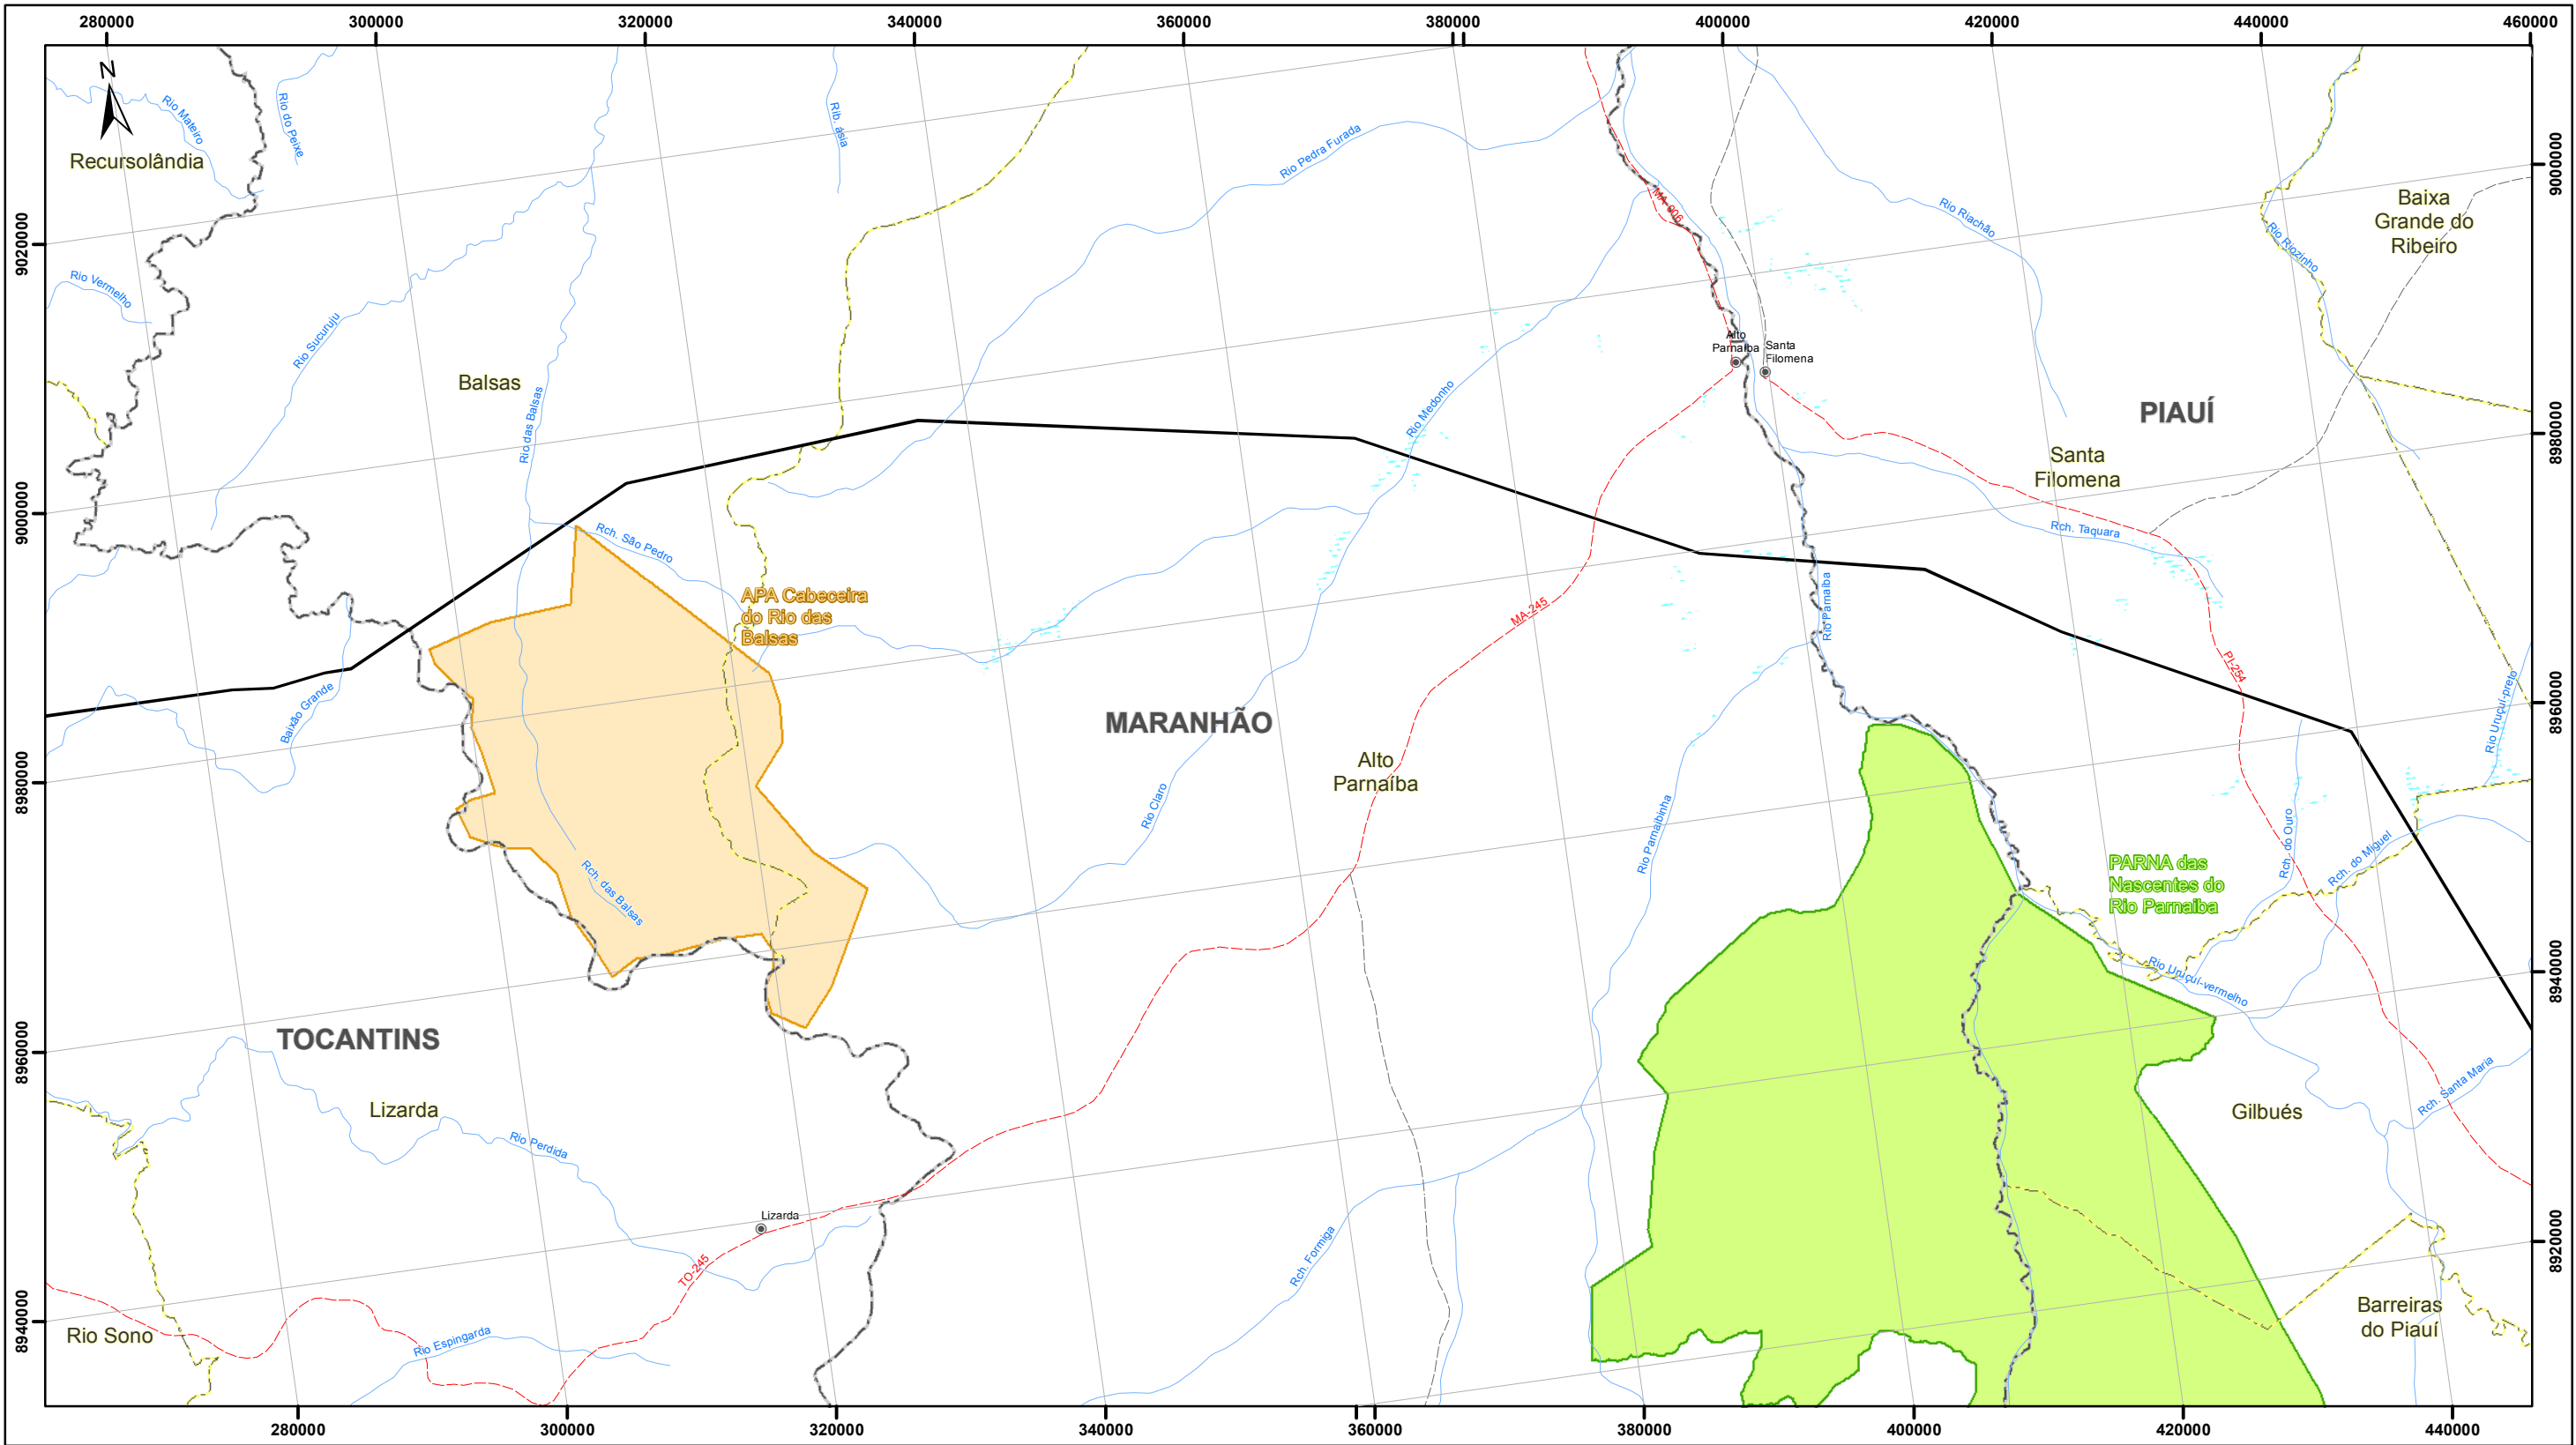 280000
300000
320000
340000
360000
380000
400000
420000
440000
460000
N
Rio Mateiro
Rio do Peixe
Rib. ásia
Recursolândia
Rio Pedra Furada
9000000
MA-006
Rio Riachão
Baixa
Grande do
Ribeiro
Rio Riozinho
9020000
Rio Vermelho
Rio Sucuruju
Alto
Parnaíba
Santa
Filomena
Balsas
Rio das Balsas
Rio Medonho
PIAUÍ
8980000
Santa
Filomena
9000000
Rch. São Pedro
Rch. Taquara
APA Cabeceira
do Rio das
Balsas
MA-245
Rio Parnaíba
PI-254
8960000
Baixão Grande
Rio Uruçuí-preto
MARANHÃO
Alto
Parnaíba
8980000
Rio Claro
Rio Parnaibinha
Rch. do Ouro
Rch. do Miguel
PARNA das
Nascentes do
Rio Parnaíba
Rch. das Balsas
Rio Uruçuí-vermelho
8940000
TOCANTINS
8960000
Lizarda
Rch. Santa Maria
Gilbués
Rio Perdida
Lizarda
Rch. Formiga
8920000
TO-245
Barreiras
do Piauí
8940000
Rio Sono
Rio Espingarda
280000
300000
320000
340000
360000
380000
400000
420000
440000